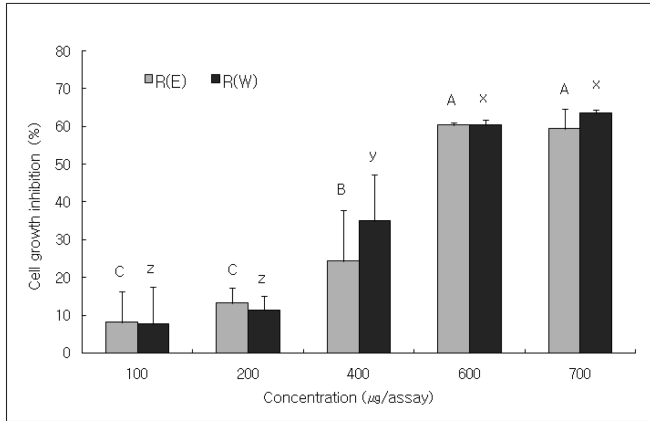 80
R(E) R(W)
70
A x A x
60
50
y
40
B
30
C z C z
20
10
0
100 200 400 600 700
Cell growth inhibition (%)
Concentration (㎍/assay)